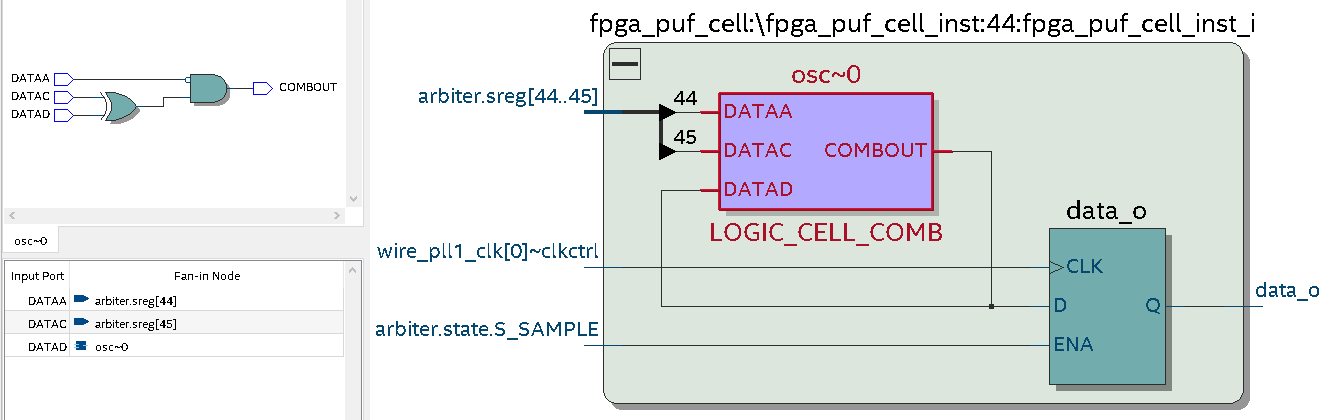 DATAA
DATAC
DATAD
COMBOUT
osc~0
Input Port Fan-in Node
DATAA arbiter.sreg[44]
DATAC arbiter.sreg[45]
DATAD osc~0
fpga_puf_cell:\fpga_puf_cell_inst:44:fpga_puf_cell_inst_i
osc~0
arbiter.sreg[44..45]
44
DATAA
45
DATAC COMBOUT
DATAD
LOGIC_CELL_COMB
data_o
wire_pll1_clk[0]~clkctrl
CLK
D Q
data_o
arbiter.state.S_SAMPLE
ENA